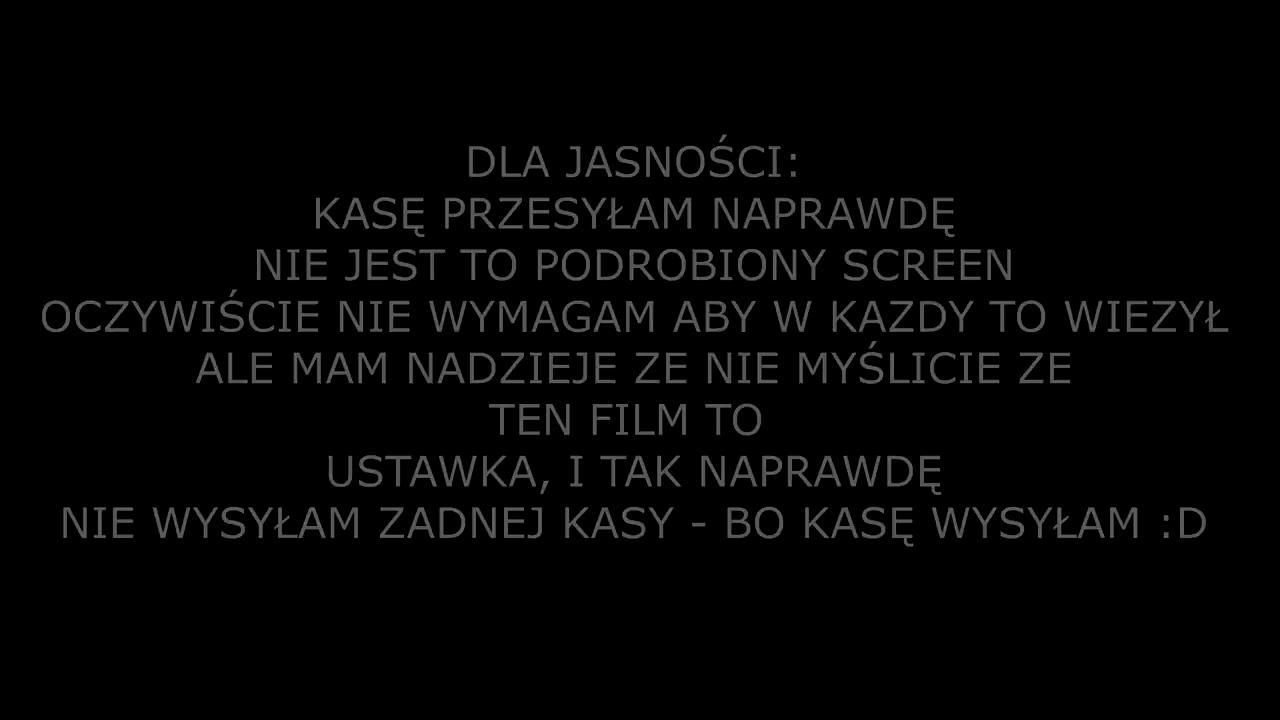 DLA JASNOŚCI:
KASĘ PRZESYŁAM NAPRAWDĘ
NIE JEST TO PODROBIONY SCREEN
OCZYWIŚCIE NIE WYMAGAM ABY W KAZDY TO WIEZYŁ
ALE MAM NADZIEJE ZE NIE MYŚLICIE ZE
TEN FILM TO
USTAWKA, I TAK NAPRAWDĘ
NIE WYSYŁAM ZADNEJ KASY - BO KASĘ WYSYŁAM :D